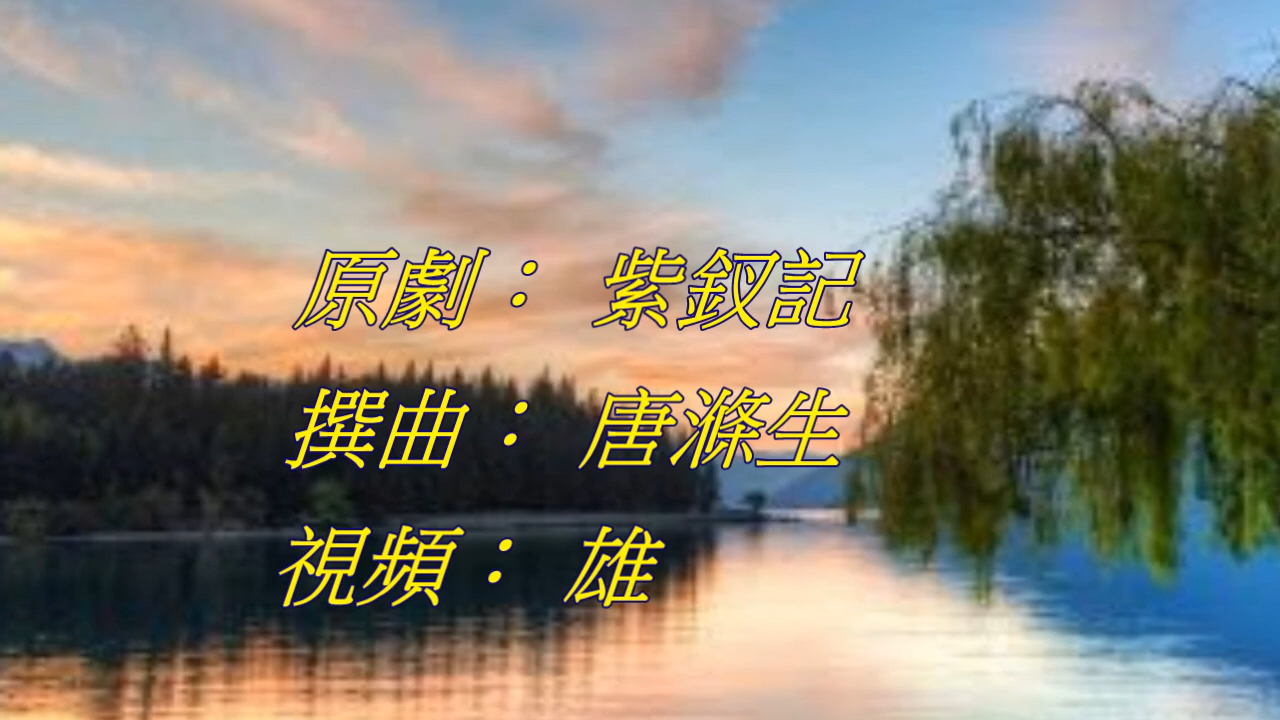 原劇： 紫釵記
撰曲： 唐滌生
視頻： 雄